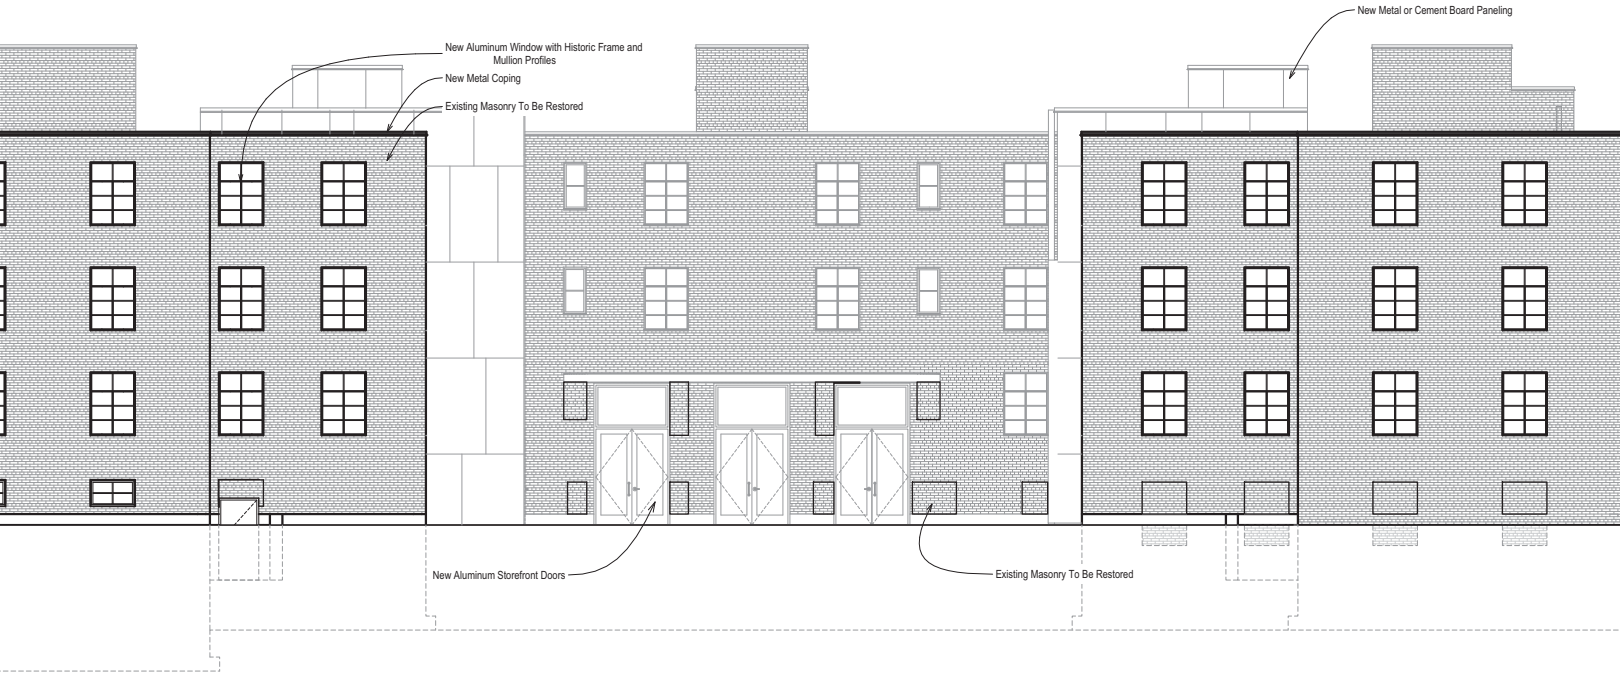 New Metal or Cement Board Paneling
New Aluminum Window with Historic Frame and
Mullion Profiles
New Metal Coping
Existing Masonry To Be Restored
New Aluminum Storefront Doors
Existing Masonry To Be Restored